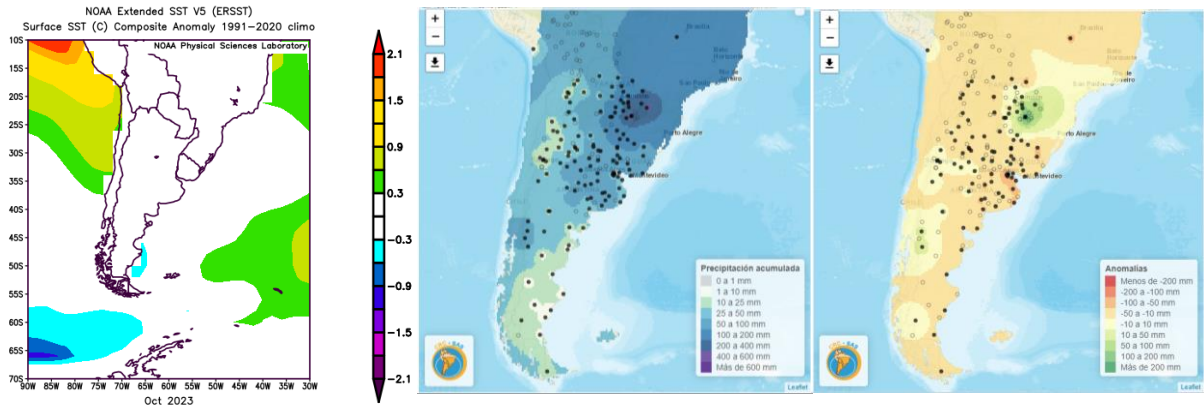 NOAA Extended SST V5 (ERSST)
Surface SST (C) Composite Anomaly 1991-2020 climo
NOAA Physical Sciences Laboratory
10S
15S
20S
25S
30S
35S
40S
45S
50S
55S
60S
65S
70S
90W 85W 80W 75W 70W 65W 60W 55W 50W 45W 40W 35W 30W
Oct 2023
2.1
1.5
0.9
0.3
-0.3
-0.9
-1.5
-2.1
+
−
Brasília
Porto Alegre
Precipitación acumulada
0 a 1 mm
1 a 10 mm
10 a 25 mm
25 a 50 mm
50 a 100 mm
100 a 200 mm
200 a 400 mm
400 a 600 mm
Más de 600 mm
Leaflet
+
−
Brasília
Porto Alegre
Anomalías
Menos de -200 mm
-200 a -100 mm
-100 a -50 mm
-50 a -10 mm
-10 a 10 mm
10 a 50 mm
50 a 100 mm
100 a 200 mm
Más de 200 mm
Leaflet